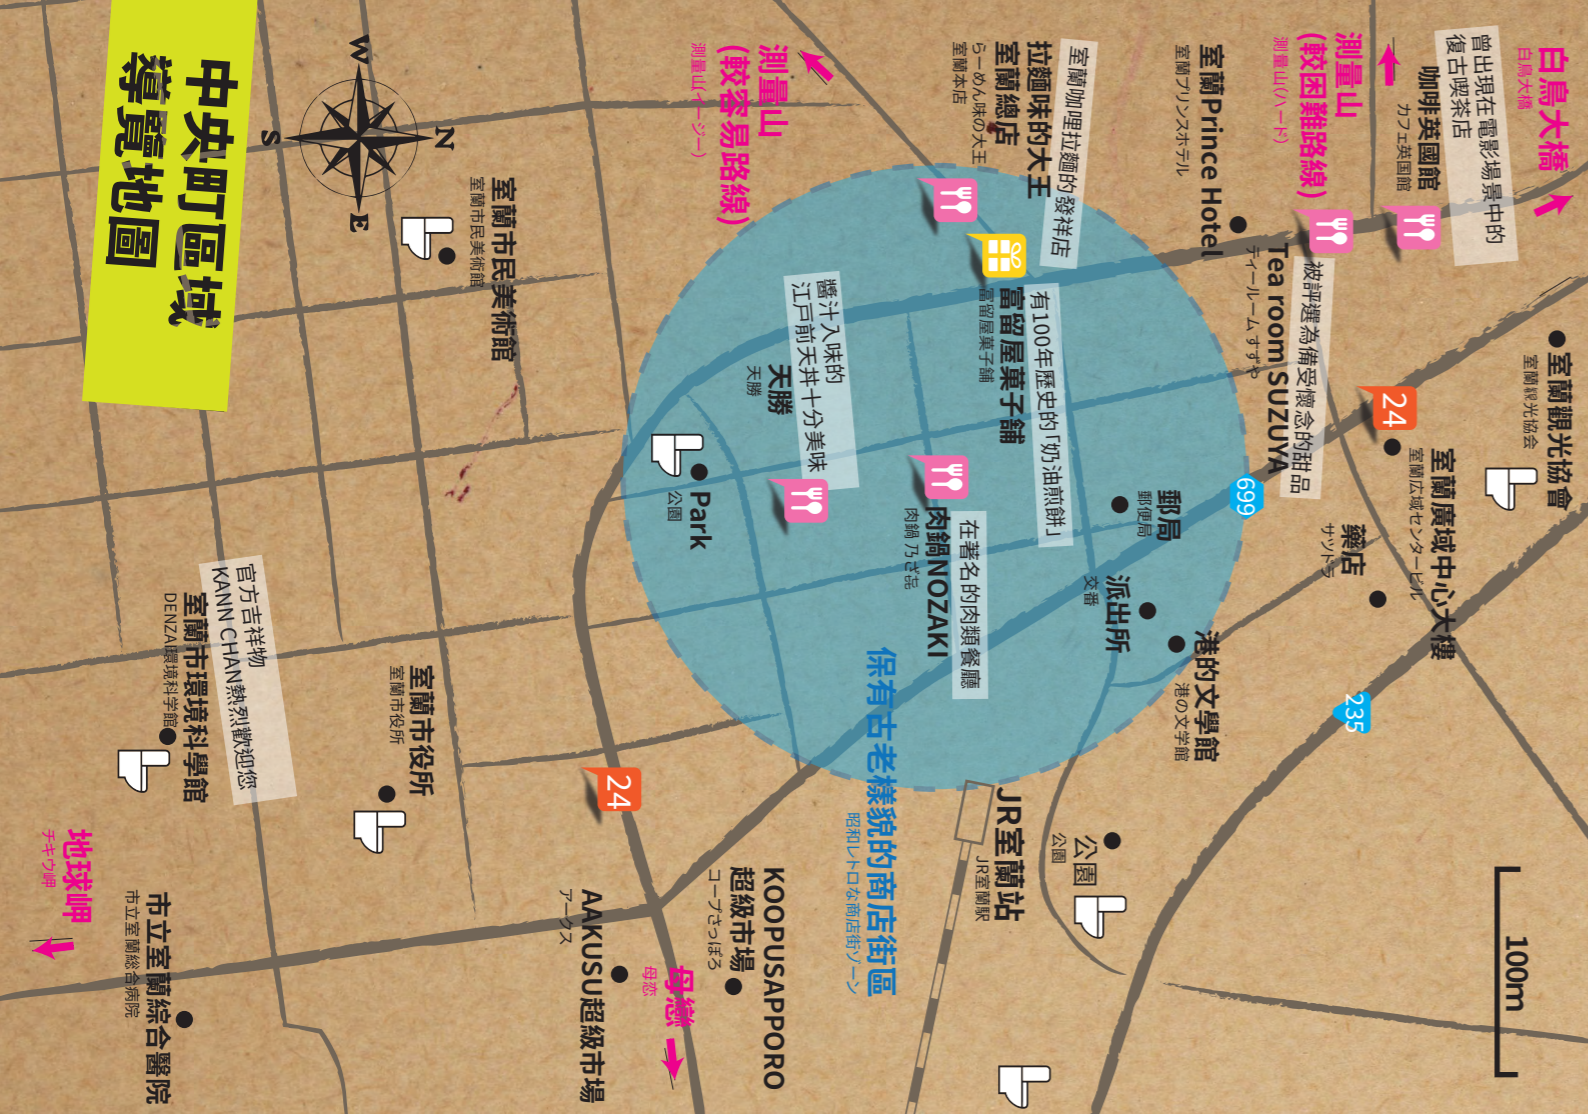 中央町區域
導覽地圖
N
W
E
S
白鳥大橋
白鳥大橋
曾出現在電影場景中的
復古喫茶店
咖啡英國館
カフェ英国館
測量山
(較困難路線)
測量山(ハード)
室蘭Prince Hotel
室蘭プリンスホテル
室蘭咖哩拉麵的發祥店
拉麵味的大王
室蘭總店
らーめん味の大王
室蘭本店
測量山
(較容易路線)
測量山(イージー)
室蘭市民美術館
室蘭市民美術館
室蘭觀光協會
室蘭観光協会
24
室蘭廣域中心大樓
室蘭広域センタービル
被評選為備受懷念的甜品
Tea room SUZUYA
ティールームすずや
699
有100年歷史的「奶油煎餅」
富留屋菓子舖
富留屋菓子舗
醬汁入味的
江戸前天丼十分美味
天勝
天勝
Park
公園
郵局
郵便局
藥店
サツドラ
派出所
交番
港的文學館
港の文学館
235
在著名的肉類餐廳
肉鍋NOZAKI
肉鍋 乃ざ㐂
保有古老樣貌的商店街區
昭和レトロな商店街ゾーン
官方吉祥物
KANN CHAN熱烈歡迎您
室蘭市環境科學館
DENZAI環境科学館
室蘭市役所
室蘭市役所
24
JR室蘭站
JR室蘭駅
公園
公園
KOOPUSAPPORO
超級市場
コープさっぽろ
母戀
母恋
AAKUSU超級市場
アークス
地球岬
チキウ岬
市立室蘭綜合醫院
市立室蘭総合病院
100m